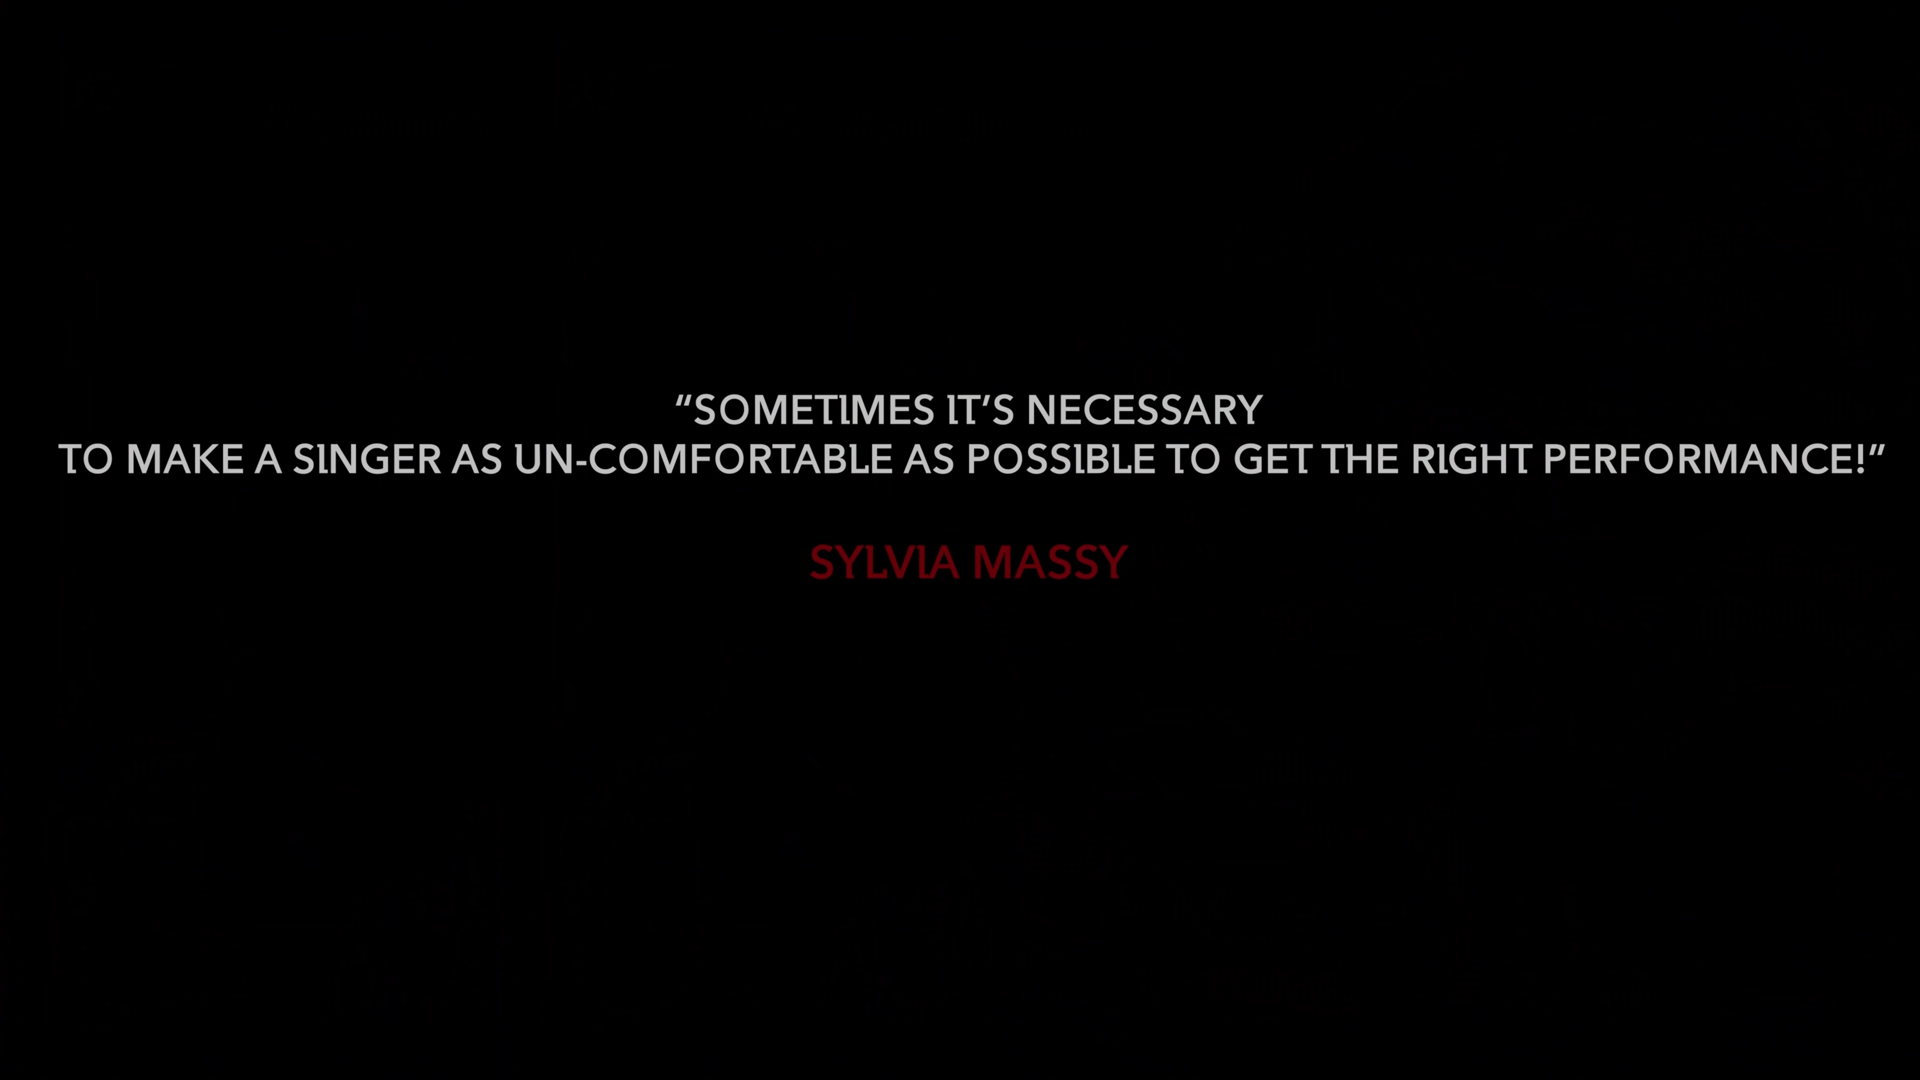 ”SOMETIMES IT’S NECESSARY
TO MAKE A SINGER AS UN-COMFORTABLE AS POSSIBLE TO GET THE RIGHT PERFORMANCE!”
SYLVIA MASSY